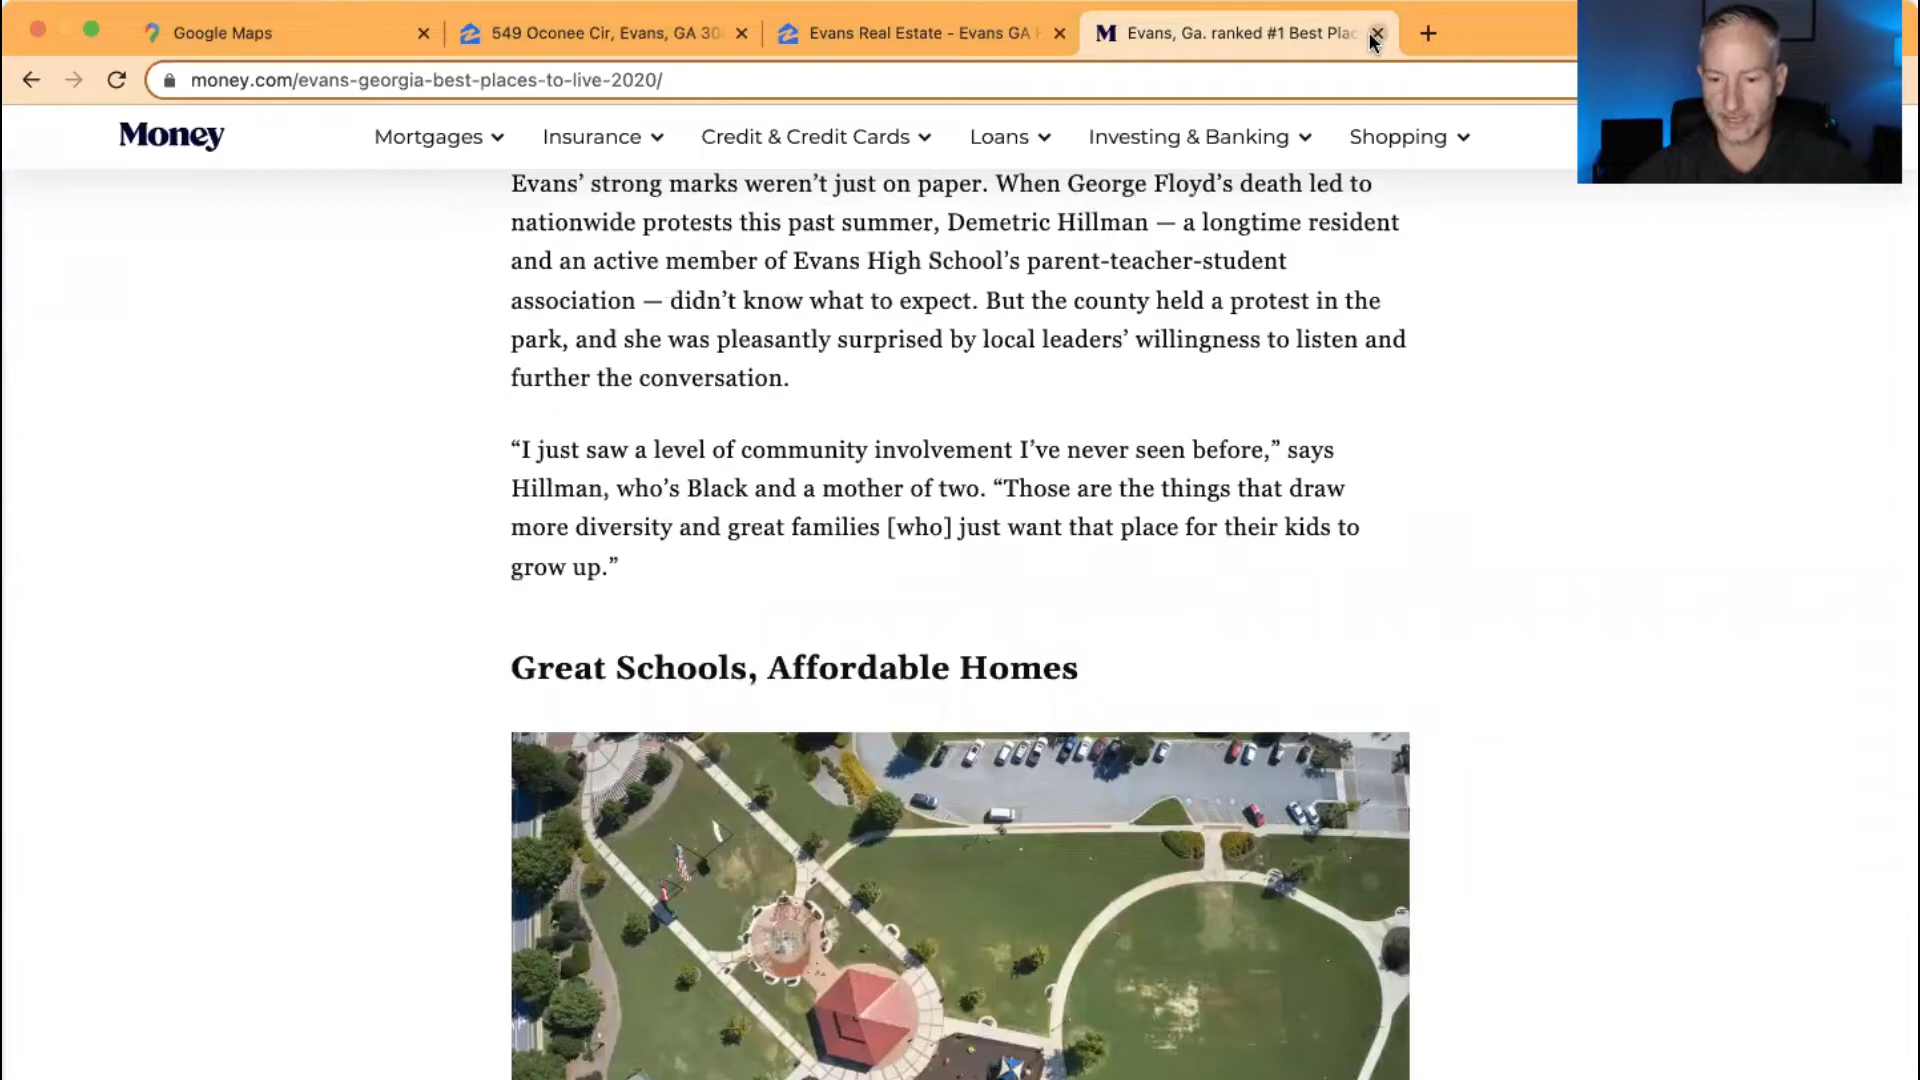 Google Maps
549 Oconee Cir, Evans, GA 30
Evans Real Estate - Evans GA H
M Evans, Ga. ranked #1 Best Plac
money.com/evans-georgia-best-places-to-live-2020/
Money
Mortgages
Insurance
Credit & Credit Cards
Loans
Investing & Banking
Shopping
Evans’ strong marks weren’t just on paper. When George Floyd’s death led to
nationwide protests this past summer, Demetric Hillman — a longtime resident
and an active member of Evans High School’s parent-teacher-student
association — didn’t know what to expect. But the county held a protest in the
park, and she was pleasantly surprised by local leaders’ willingness to listen and
further the conversation.
“I just saw a level of community involvement I’ve never seen before,” says
Hillman, who’s Black and a mother of two. “Those are the things that draw
more diversity and great families [who] just want that place for their kids to
grow up.”
Great Schools, Affordable Homes